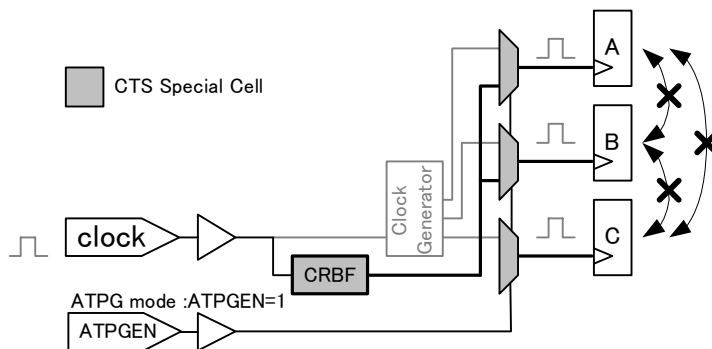 CTS Special Cell
A
B
C
Clock
Generator
clock
CRBF
ATPG mode :ATPGEN=1
ATPGEN